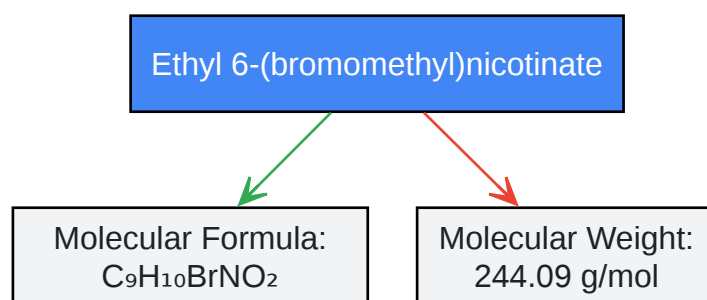 Ethyl 6-(bromomethyl)nicotinate
Molecular Formula:
C₉H₁₀BrNO₂
Molecular Weight:
244.09 g/mol